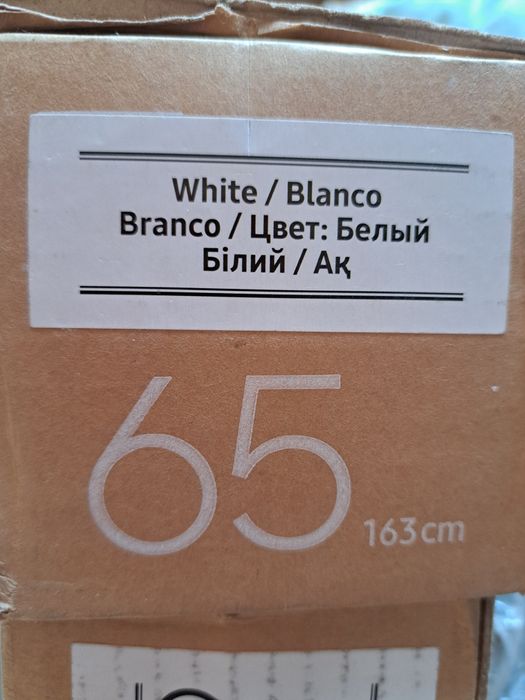 White / Blanco
Branco / Цвет: Белый
Білий / Ақ
65 163cm